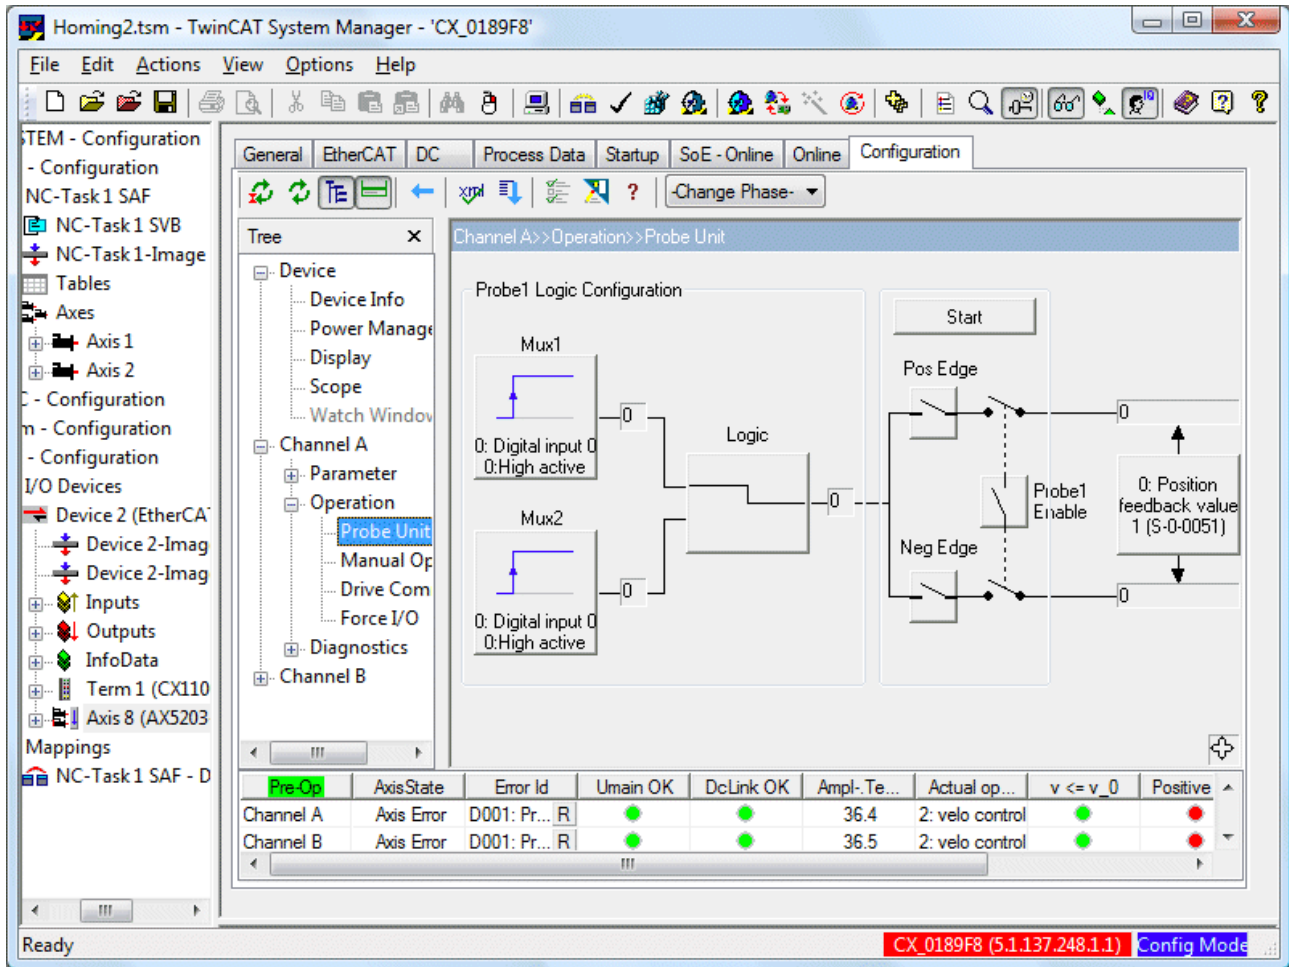 Homing2.tsm - TwinCAT System Manager - 'CX_0189F8'
File Edit Actions View Options Help
STEM - Configuration
- Configuration
NC-Task 1 SAF
NC-Task 1 SVB
NC-Task 1-Image
Tables
Axes
Axis 1
Axis 2
C - Configuration
m - Configuration
- Configuration
I/O Devices
Device 2 (EtherCA
Device 2-Imag
Device 2-Imag
Inputs
Outputs
InfoData
Term 1 (CX110
Axis 8 (AX5203
Mappings
NC-Task 1 SAF - D
General EtherCAT DC Process Data Startup SoE - Online Online Configuration
TE xml ? -Change Phase-
Tree X
Device
Device Info
Power Manage
Display
Scope
Watch Window
Channel A
Parameter
Operation
Probe Unit
Manual Op
Drive Com
Force I/O
Diagnostics
Channel B
Channel A>>Operation>>Probe Unit
Probe1 Logic Configuration
Mux1
0: Digital input 0
0:High active
0
Mux2
0: Digital input 0
0:High active
0
Logic
0
Start
Pos Edge
Probe1
Enable
Neg Edge
0
0: Position
feedback value
1 (S-0-0051)
0
Pre-Op AxisState Error Id Umain OK DcLink OK Ampl-.Te... Actual op... v <= v_0 Positive
Channel A Axis Error D001: Pr... R 36.4 2: velo control
Channel B Axis Error D001: Pr... R 36.5 2: velo control
Ready CX_0189F8 (5.1.137.248.1.1) Config Mode